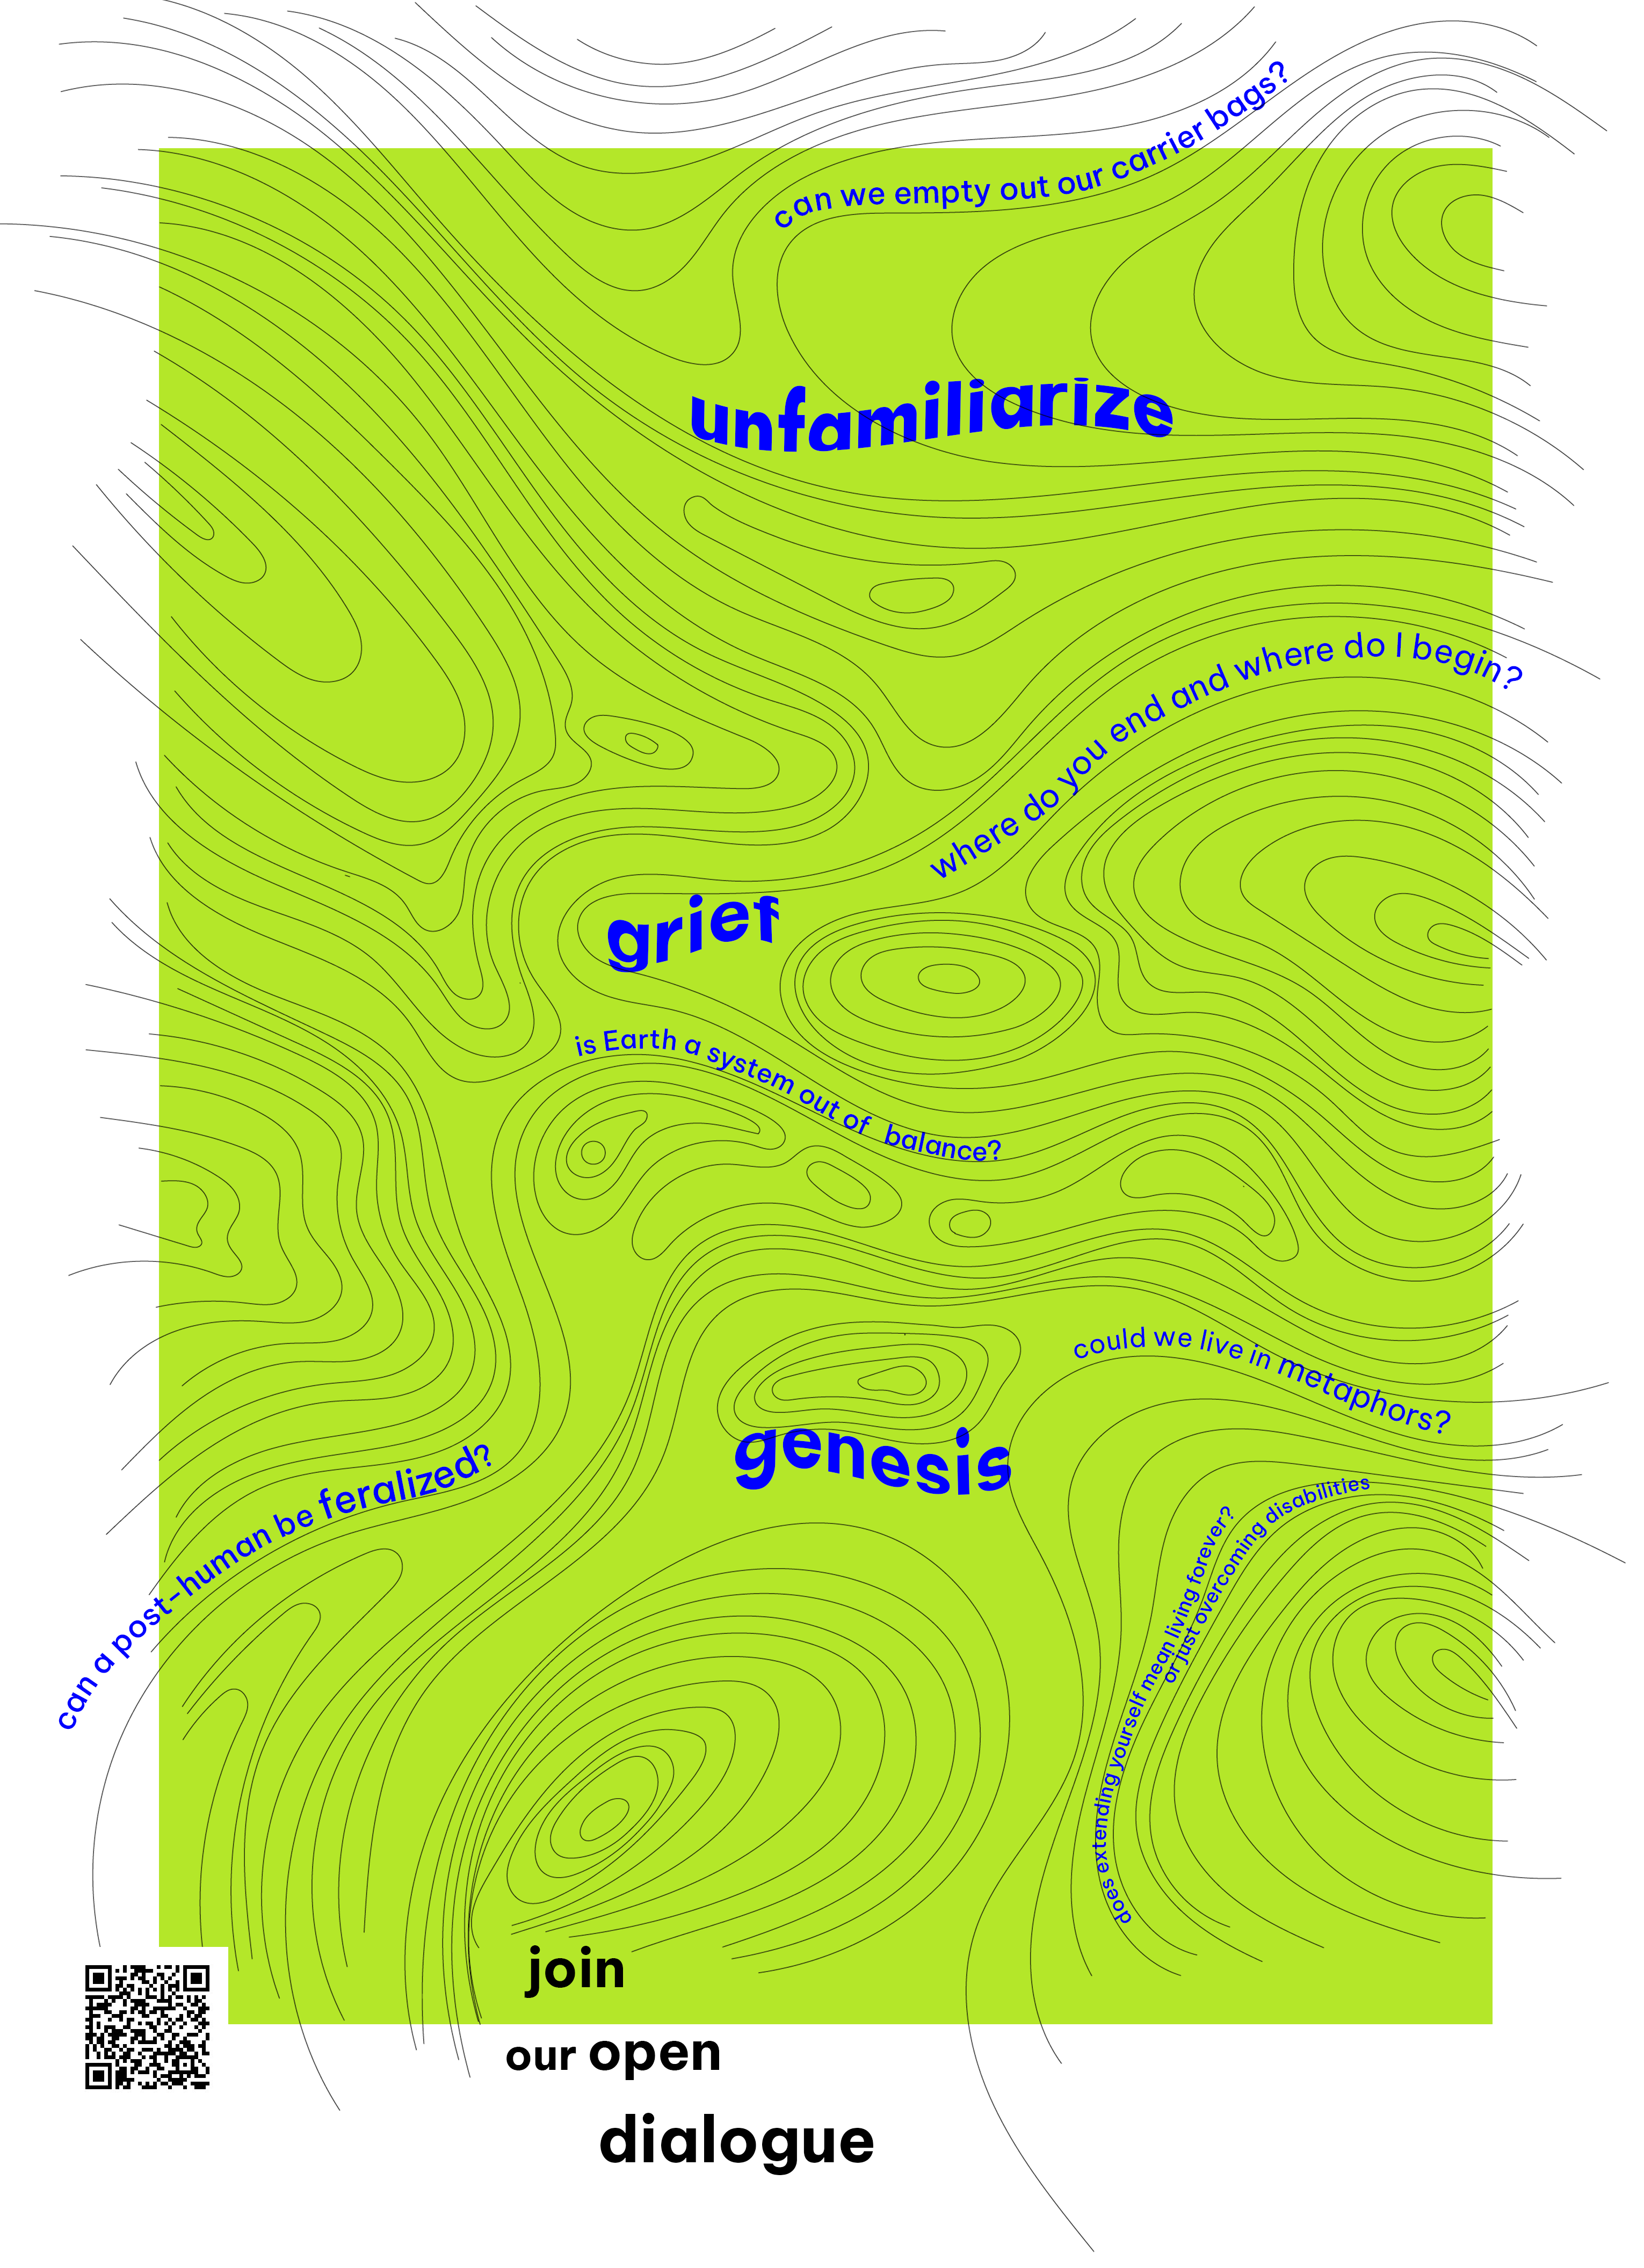 can we empty out our carrier bags?
unfamiliarize
where do you end and where do I begin?
grief
is Earth a system out of balance?
could we live in metaphors?
genesis
can a post-human be feralized?
does extending yourself mean living forever?
or just overcoming disabilities
join
our open
dialogue